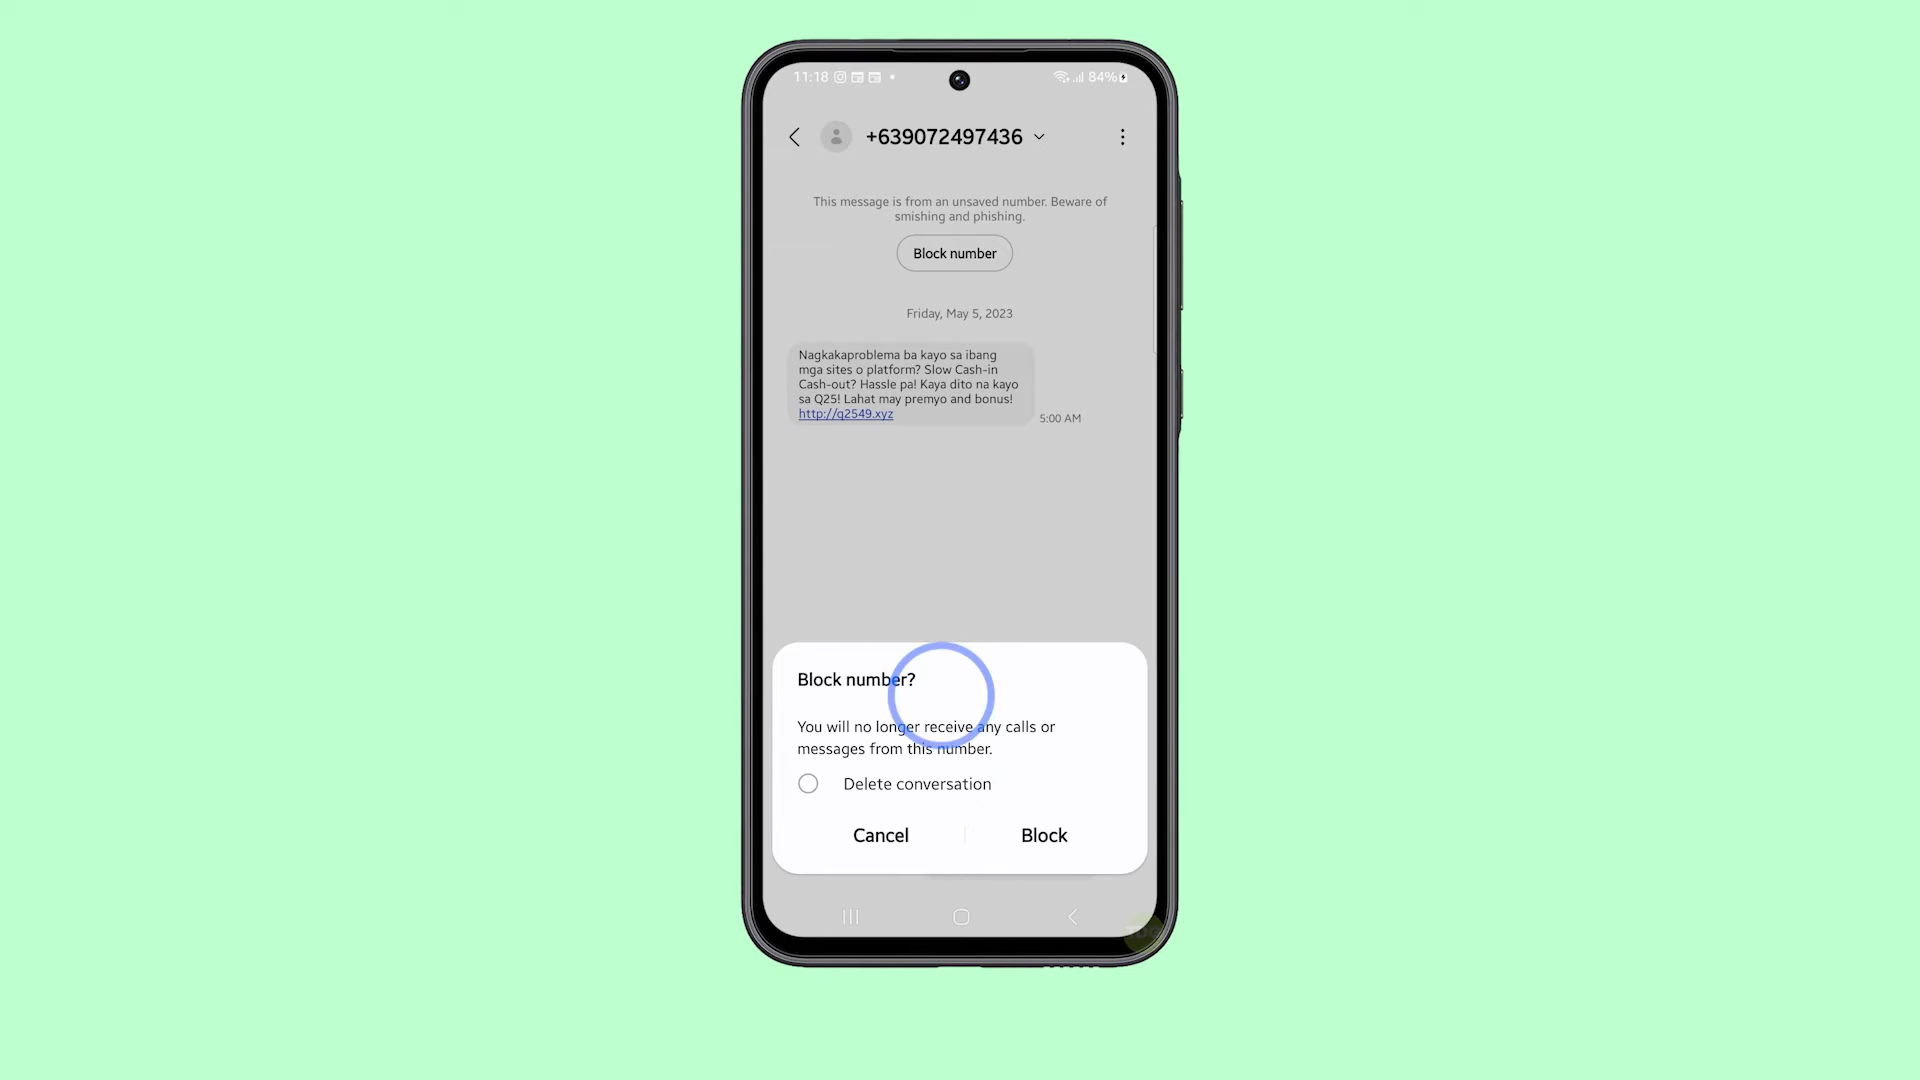 11:18
84%
+639072497436
This message is from an unsaved number. Beware of
smishing and phishing.
Block number
Friday, May 5, 2023
Nagkakaproblema ba kayo sa ibang
mga sites o platform? Slow Cash-in
Cash-out? Hassle pa! Kaya dito na kayo
sa Q25! Lahat may premyo and bonus!
http://q2549.xyz
5:00 AM
Block number?
You will no longer receive any calls or
messages from this number.
Delete conversation
Cancel
Block